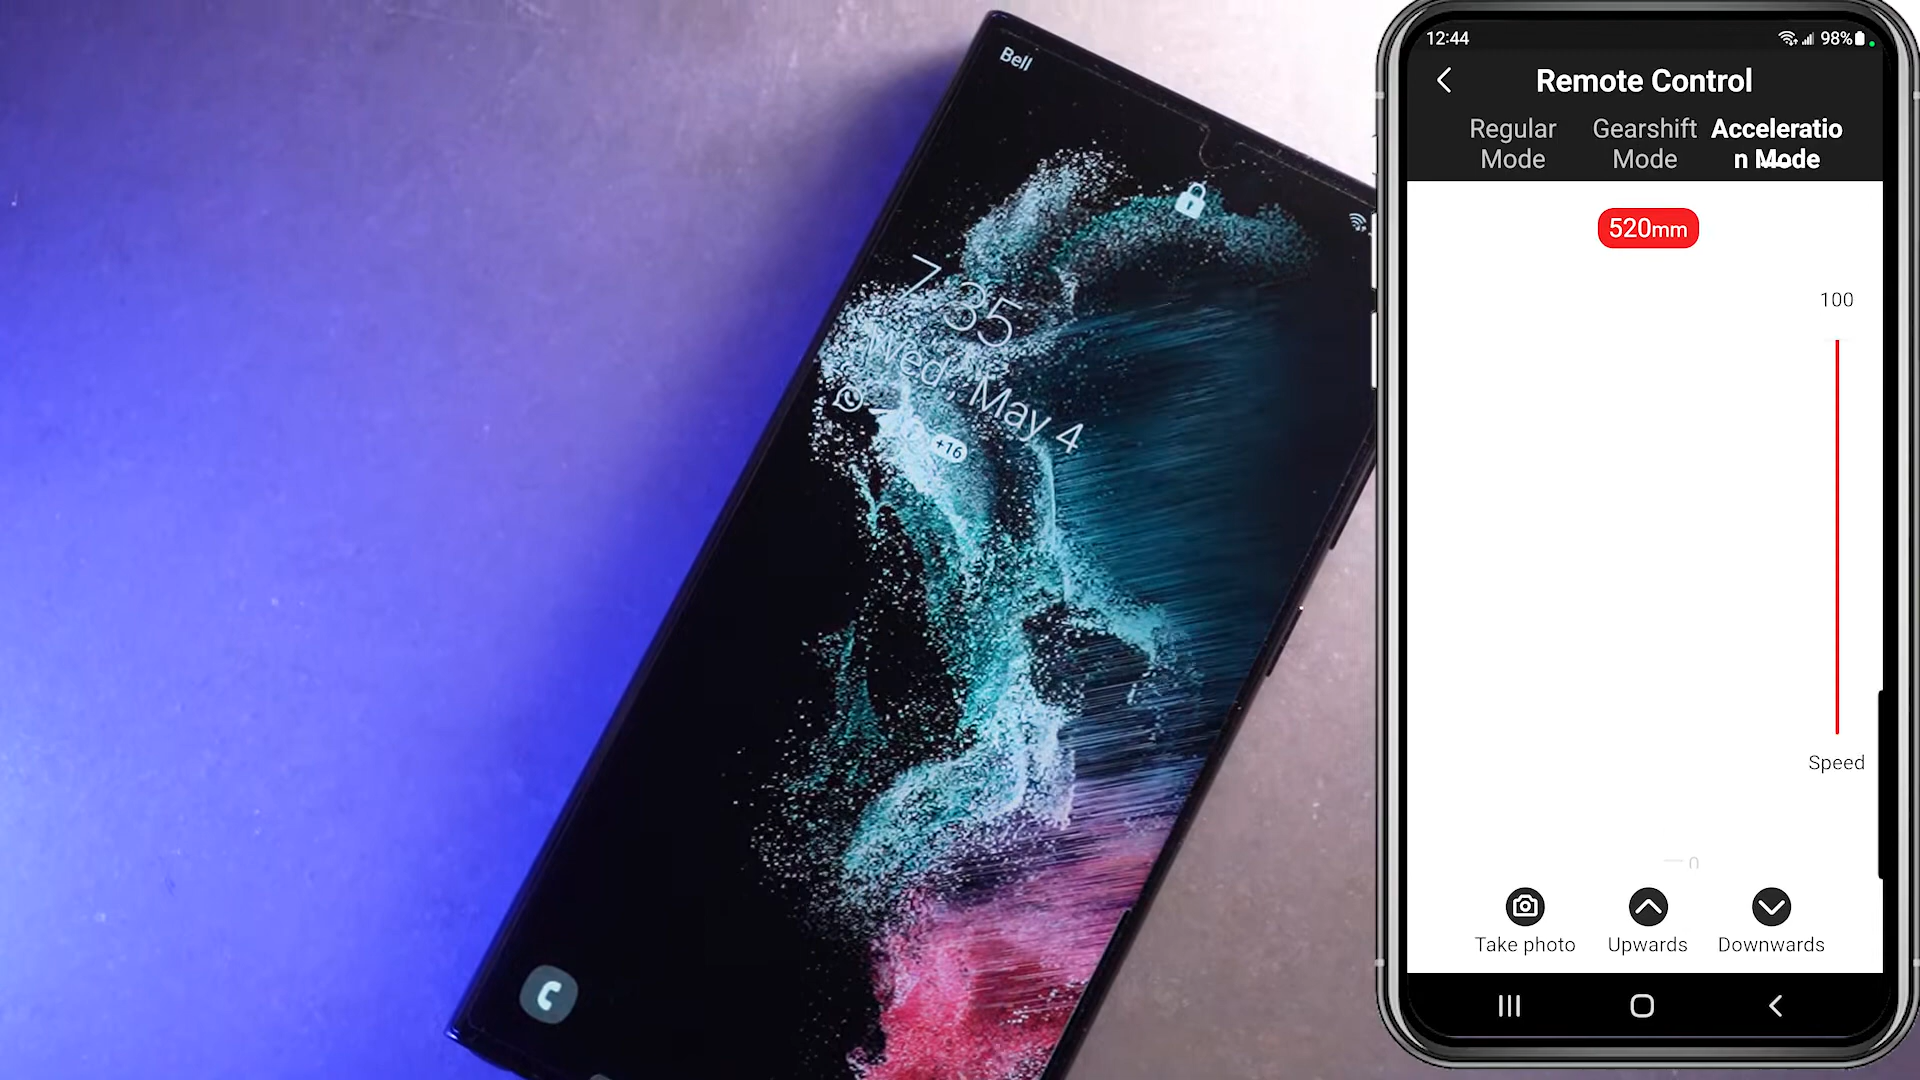 Bell
7:35
Wed, May 4
+16
12:44
98%
Remote Control
Regular
Mode
Gearshift
Mode
Acceleratio
n Mode
520mm
100
Speed
0
Take photo
Upwards
Downwards